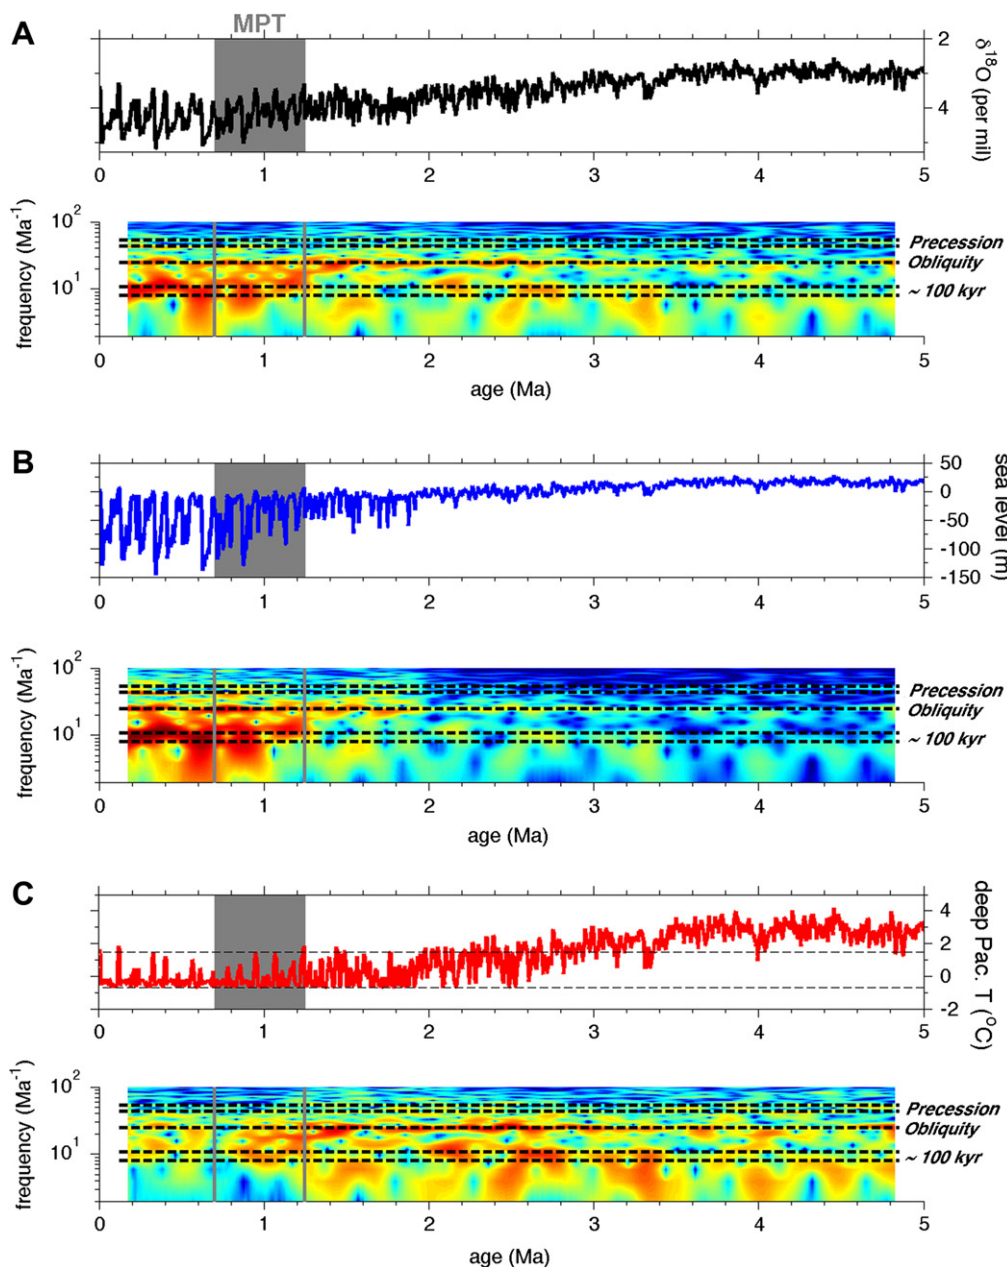 A
MPT
2
4
δ18O (per mil)
0 1 2 3 4 5
frequency (Ma-1)
102
101
Precession
Obliquity
~ 100 kyr
0 1 2 3 4 5
age (Ma)
B
50
0
-50
-100
-150
sea level (m)
0 1 2 3 4 5
frequency (Ma-1)
102
101
Precession
Obliquity
~ 100 kyr
0 1 2 3 4 5
age (Ma)
C
4
2
0
-2
deep Pac. T (OC)
0 1 2 3 4 5
frequency (Ma-1)
102
101
Precession
Obliquity
~ 100 kyr
0 1 2 3 4 5
age (Ma)